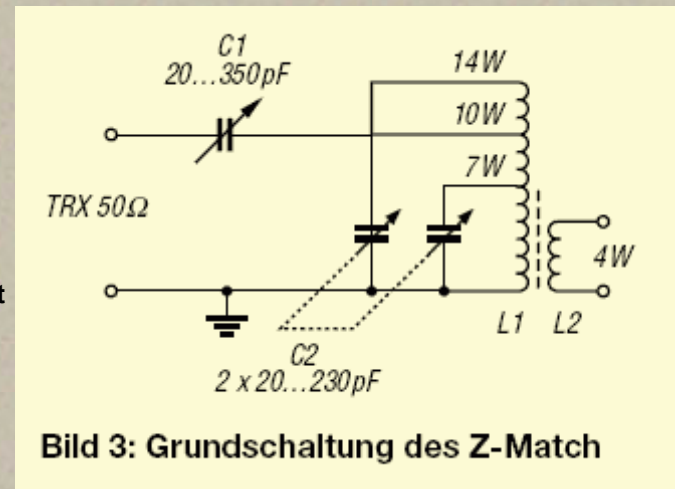 C1
20...350pF
14W
10W
7W
TRX 50Ω
t
4W
L1 L2
C2
2 x 20...230pF
Bild 3: Grundschaltung des Z-Match